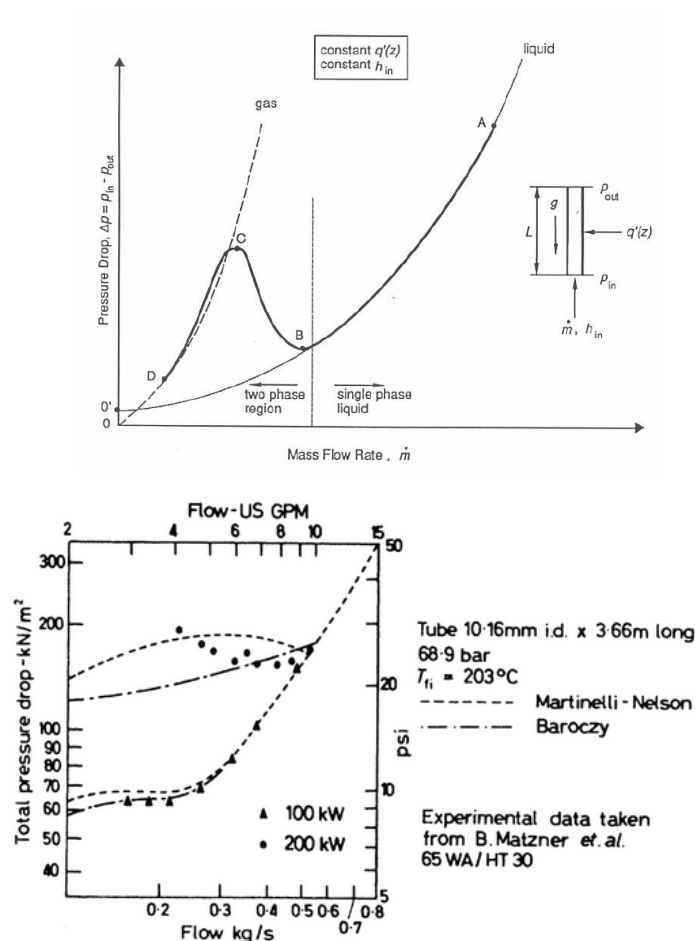 constant q'(z)
constant h_in
liquid
gas
A
C
B
D
0'
0
Pressure Drop, Δp = p_in - p_out
two phase
region
single phase
liquid
Mass Flow Rate , ṁ
p_out
g
L
q'(z)
p_in
ṁ, h_in
Flow-US GPM
2 4 6 8 10 15
300
200
100
90
80
70
60
50
40
Total pressure drop-kN/m²
50
20
10
5
psi
100 kW
200 kW
0·2 0·3 0·4 0·5 0·6 0·8
0·7
Flow kg/s
Tube 10·16mm i.d. x 3·66m long
68·9 bar
T_fi = 203°C
Martinelli-Nelson
Baroczy
Experimental data taken
from B. Matzner et. al.
65 WA/HT 30